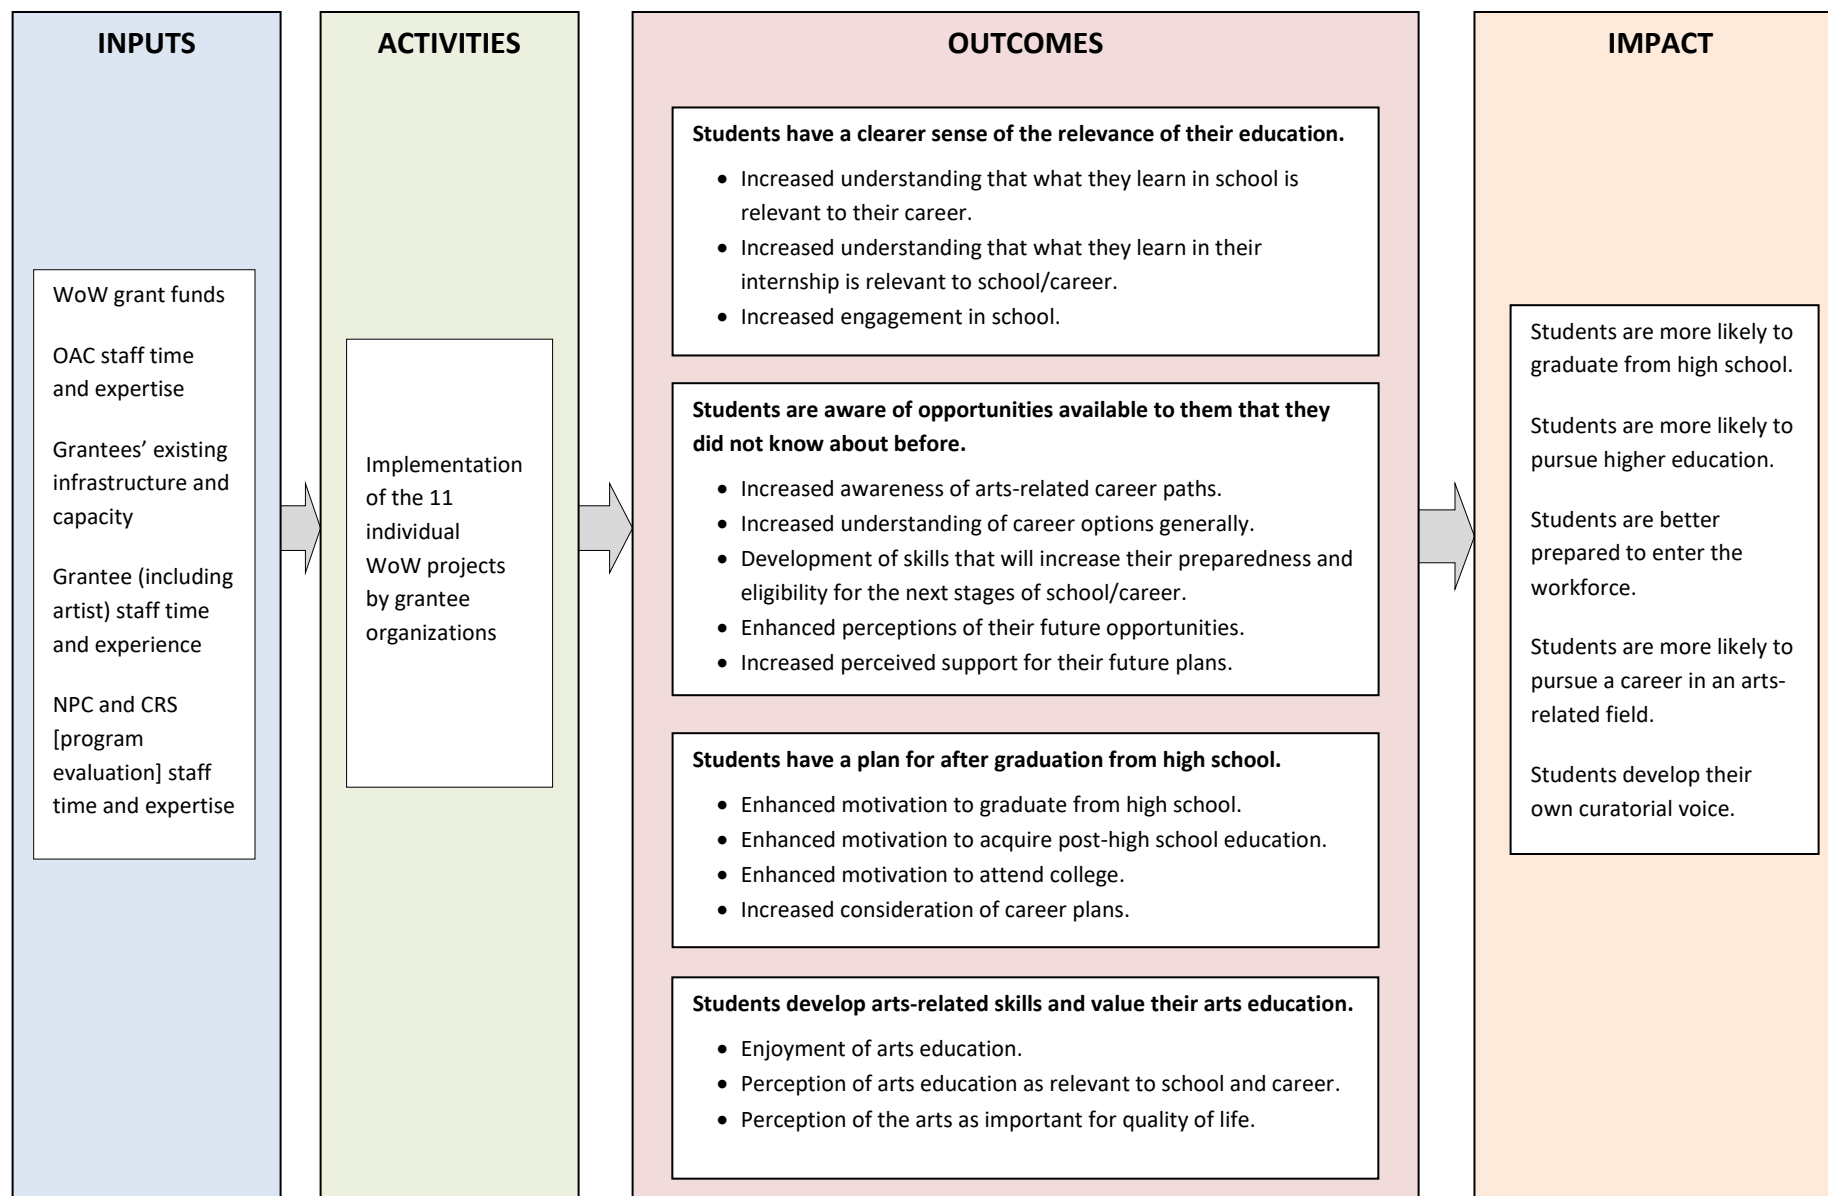 INPUTS
WoW grant funds
OAC staff time
and expertise
Grantees’ existing
infrastructure and
capacity
Grantee (including
artist) staff time
and experience
NPC and CRS
[program
evaluation] staff
time and expertise
ACTIVITIES
Implementation
of the 11
individual
WoW projects
by grantee
organizations
OUTCOMES
Students have a clearer sense of the relevance of their education.
• Increased understanding that what they learn in school is
relevant to their career.
• Increased understanding that what they learn in their
internship is relevant to school/career.
• Increased engagement in school.
Students are aware of opportunities available to them that they
did not know about before.
• Increased awareness of arts-related career paths.
• Increased understanding of career options generally.
• Development of skills that will increase their preparedness and
eligibility for the next stages of school/career.
• Enhanced perceptions of their future opportunities.
• Increased perceived support for their future plans.
Students have a plan for after graduation from high school.
• Enhanced motivation to graduate from high school.
• Enhanced motivation to acquire post-high school education.
• Enhanced motivation to attend college.
• Increased consideration of career plans.
Students develop arts-related skills and value their arts education.
• Enjoyment of arts education.
• Perception of arts education as relevant to school and career.
• Perception of the arts as important for quality of life.
IMPACT
Students are more likely to
graduate from high school.
Students are more likely to
pursue higher education.
Students are better
prepared to enter the
workforce.
Students are more likely to
pursue a career in an arts-
related field.
Students develop their
own curatorial voice.